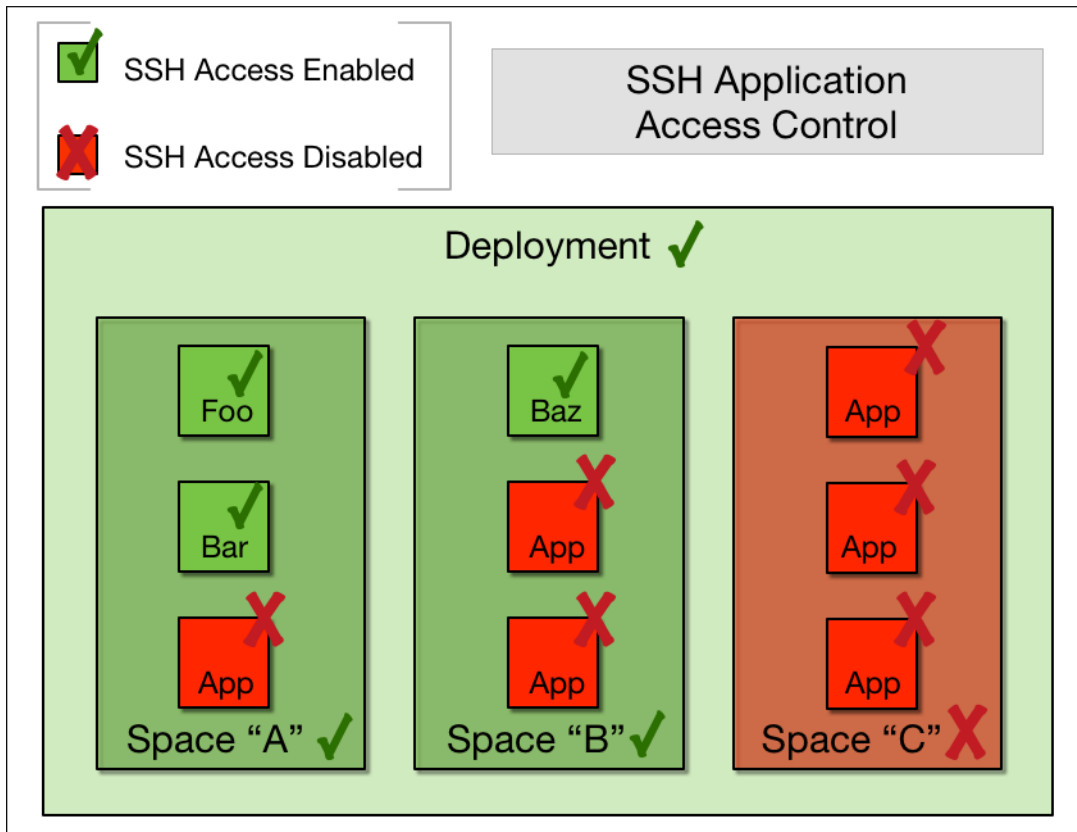 SSH Access Enabled
SSH Access Disabled
SSH Application
Access Control
Deployment
Foo
Bar
App
Space “A”
Baz
App
App
Space “B”
App
App
App
Space “C”